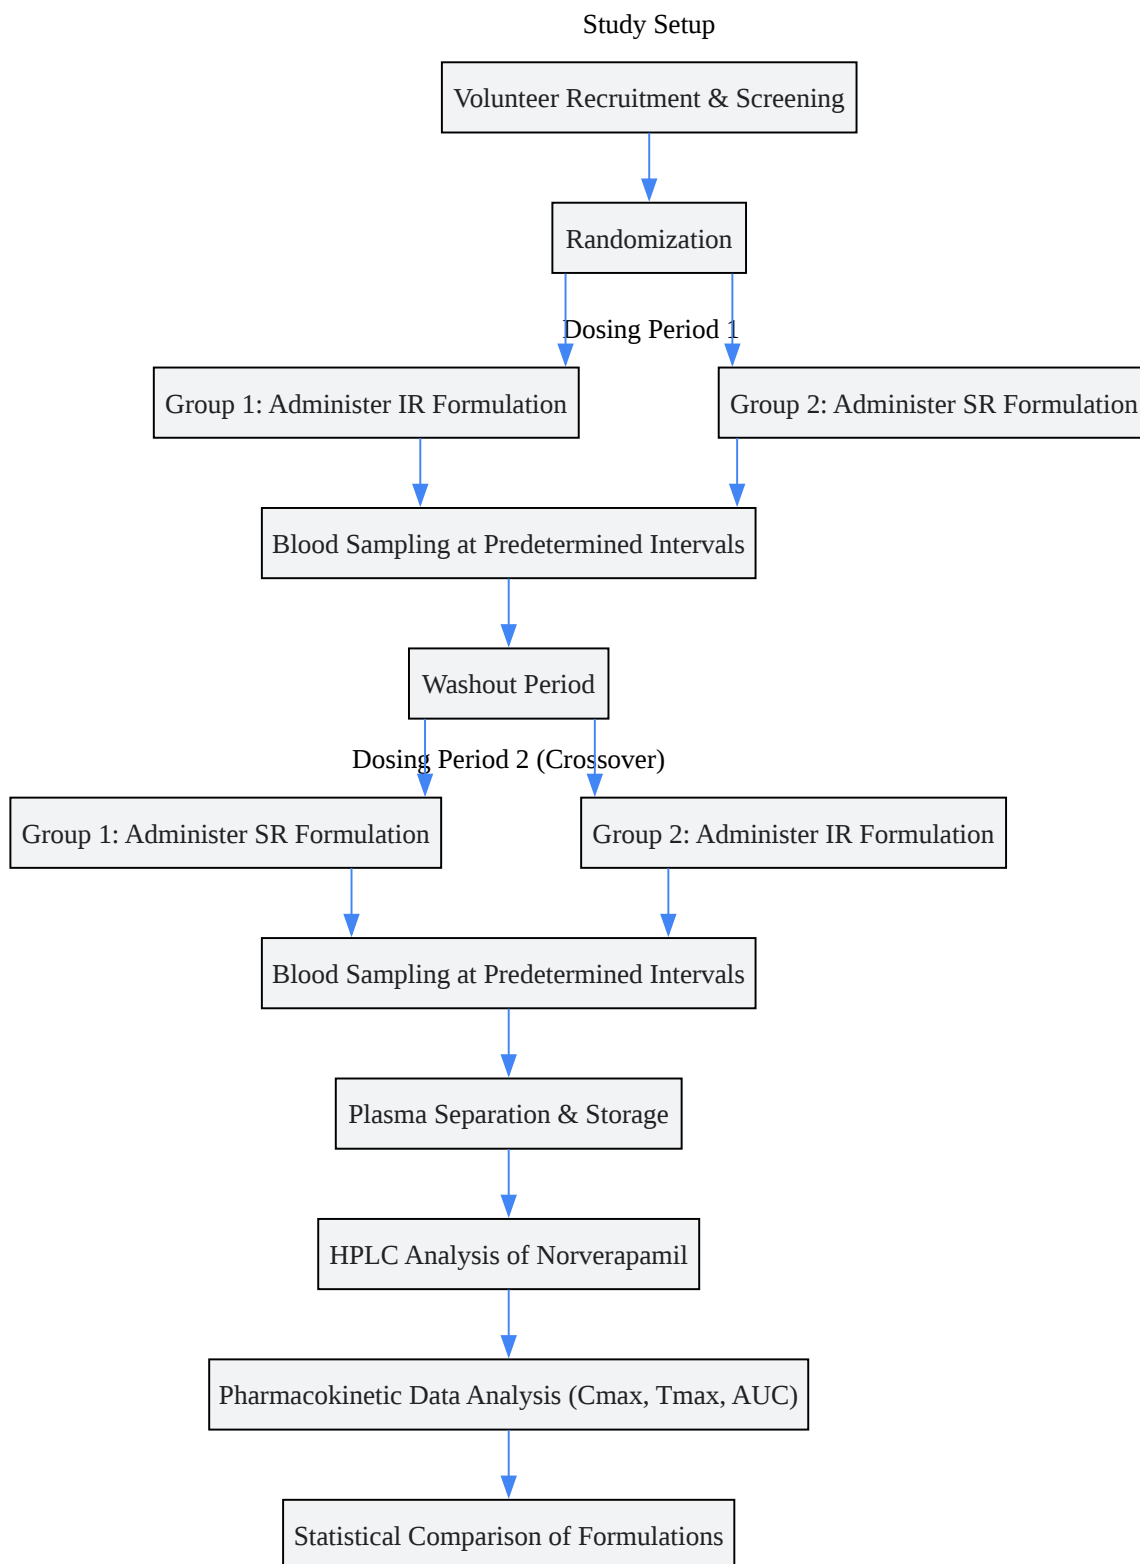 Study Setup
Volunteer Recruitment & Screening
Randomization
Dosing Period 1
Group 1: Administer IR Formulation
Group 2: Administer SR Formulation
Blood Sampling at Predetermined Intervals
Washout Period
Dosing Period 2 (Crossover)
Group 1: Administer SR Formulation
Group 2: Administer IR Formulation
Blood Sampling at Predetermined Intervals
Plasma Separation & Storage
HPLC Analysis of Norverapamil
Pharmacokinetic Data Analysis (Cmax, Tmax, AUC)
Statistical Comparison of Formulations